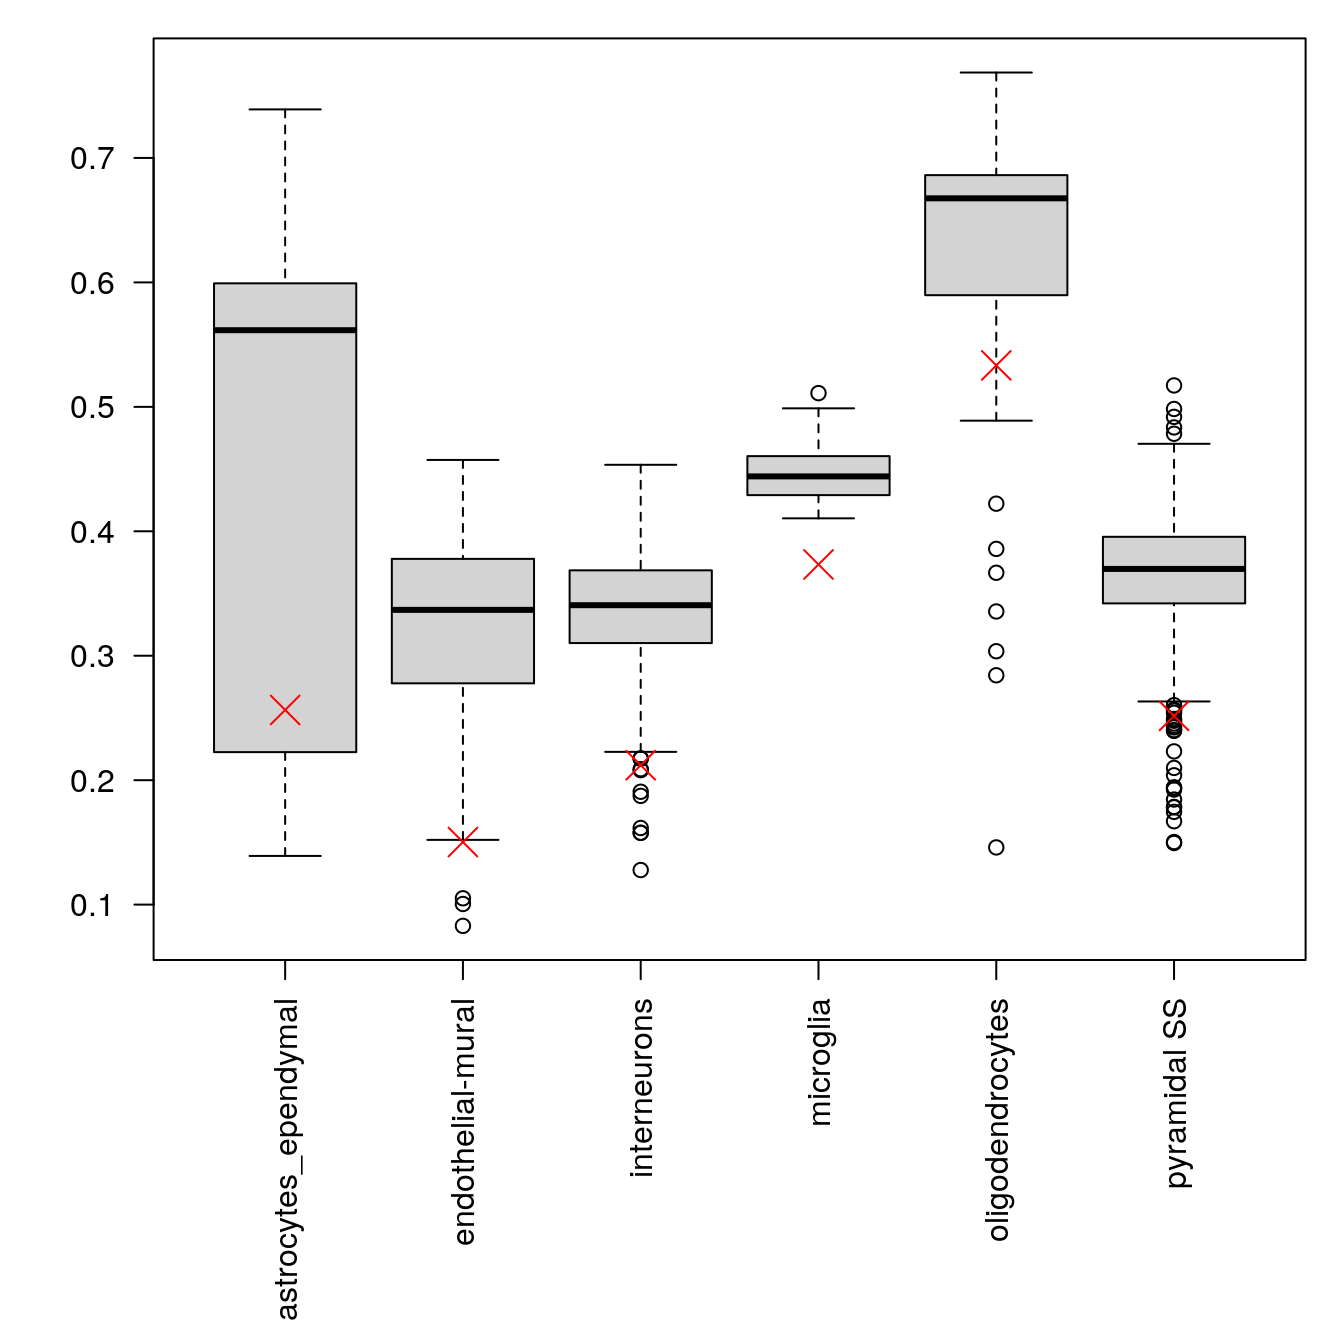 0.7
0.6
0.5
0.4
0.3
0.2
0.1
astrocytes_ependymal
endothelial-mural
interneurons
microglia
oligodendrocytes
pyramidal SS